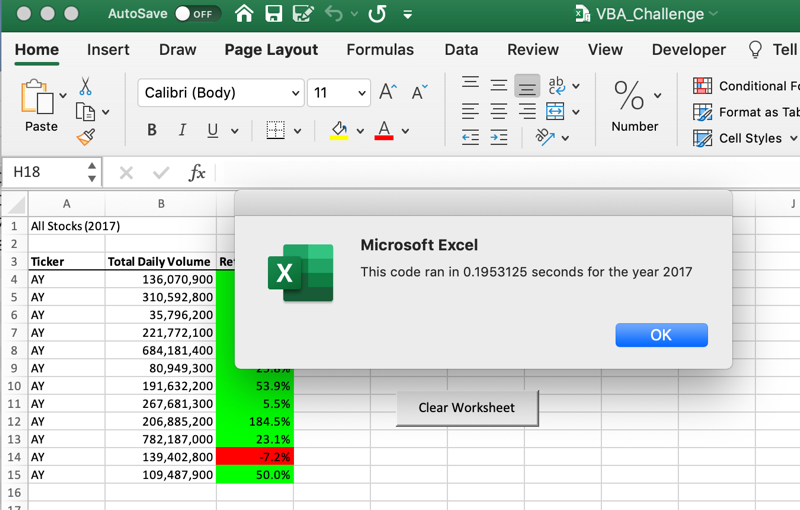 AutoSave OFF VBA_Challenge
Home Insert Draw Page Layout Formulas Data Review View Developer Tell
Calibri (Body) 11 A A ab Conditional Fo
Paste B I U A % Number Format as Tab
Cell Styles
H18 fx
A B J
1 All Stocks (2017)
2
3 Ticker Total Daily Volume Re
4 AY 136,070,900
5 AY 310,592,800
6 AY 35,796,200
7 AY 221,772,100
8 AY 684,181,400
9 AY 80,949,300
10 AY 191,632,200 53.9%
11 AY 267,681,300 5.5%
12 AY 206,885,200 184.5%
13 AY 782,187,000 23.1%
14 AY 139,402,800 -7.2%
15 AY 109,487,900 50.0%
16
Microsoft Excel
X
This code ran in 0.1953125 seconds for the year 2017
OK
Clear Worksheet